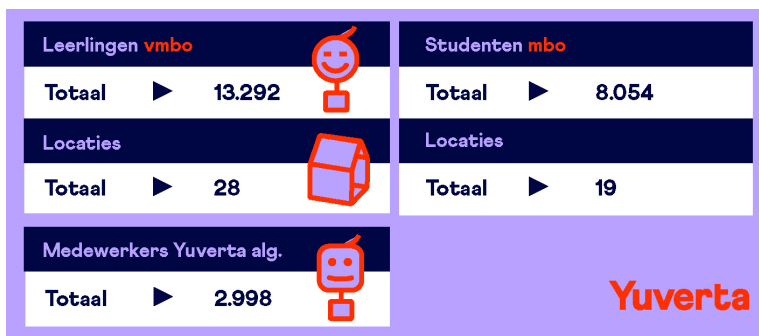 Leerlingen vmbo
Totaal ▶ 13.292
Locaties
Totaal ▶ 28
Studenten mbo
Totaal ▶ 8.054
Locaties
Totaal ▶ 19
Medewerkers Yuverta alg.
Totaal ▶ 2.998
Yuverta